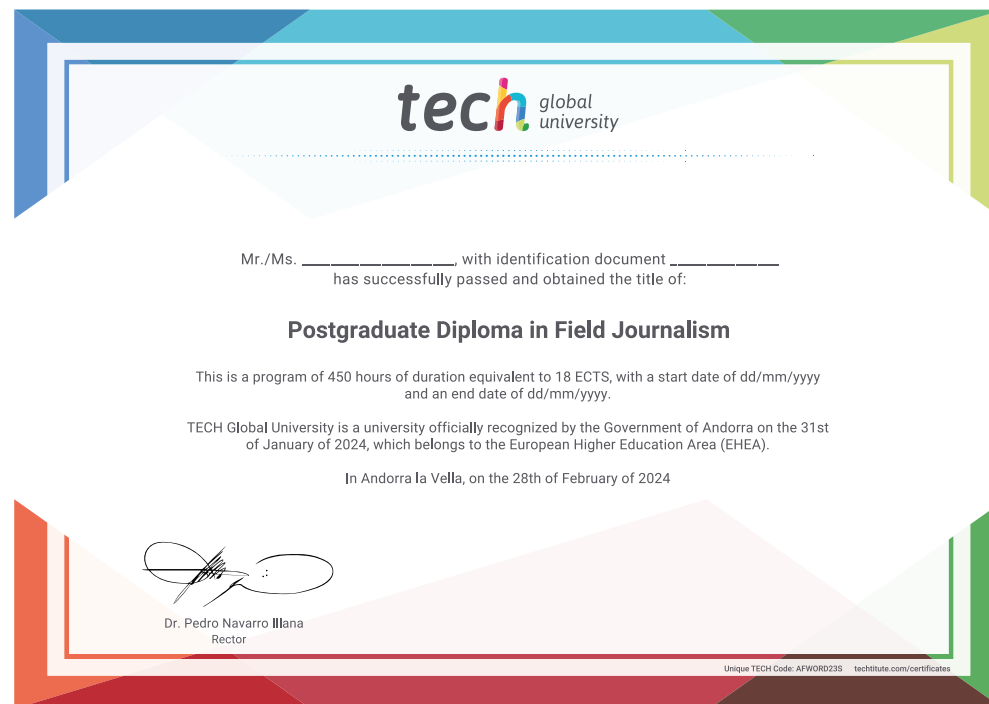 tech global university
Mr./Ms. ____________________, with identification document ______________
has successfully passed and obtained the title of:
Postgraduate Diploma in Field Journalism
This is a program of 450 hours of duration equivalent to 18 ECTS, with a start date of dd/mm/yyyy
and an end date of dd/mm/yyyy.
TECH Global University is a university officially recognized by the Government of Andorra on the 31st
of January of 2024, which belongs to the European Higher Education Area (EHEA).
In Andorra la Vella, on the 28th of February of 2024
Dr. Pedro Navarro Illana
Rector
Unique TECH Code: AFWORD23S techtitute.com/certificates